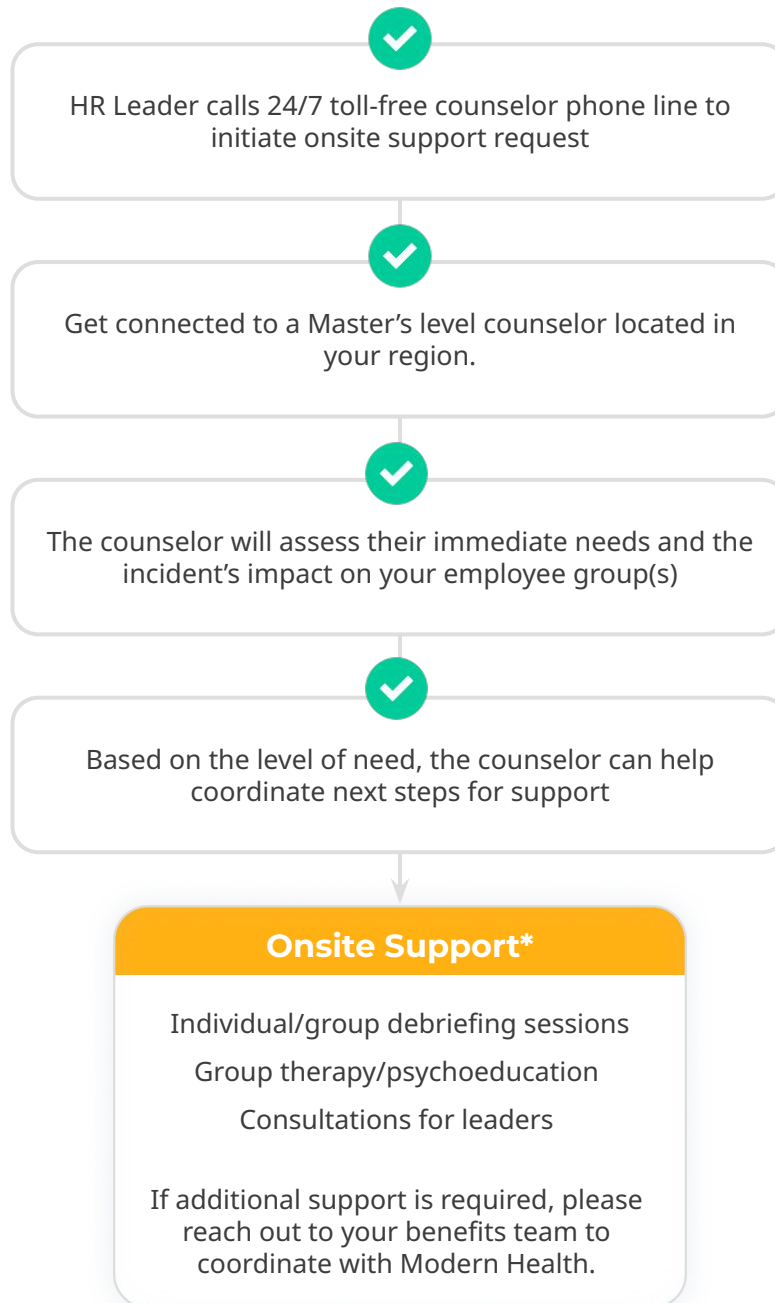 HR Leader calls 24/7 toll-free counselor phone line to
initiate onsite support request
Get connected to a Master’s level counselor located in
your region.
The counselor will assess their immediate needs and the
incident’s impact on your employee group(s)
Based on the level of need, the counselor can help
coordinate next steps for support
Onsite Support*
Individual/group debriefing sessions
Group therapy/psychoeducation
Consultations for leaders
If additional support is required, please
reach out to your benefits team to
coordinate with Modern Health.